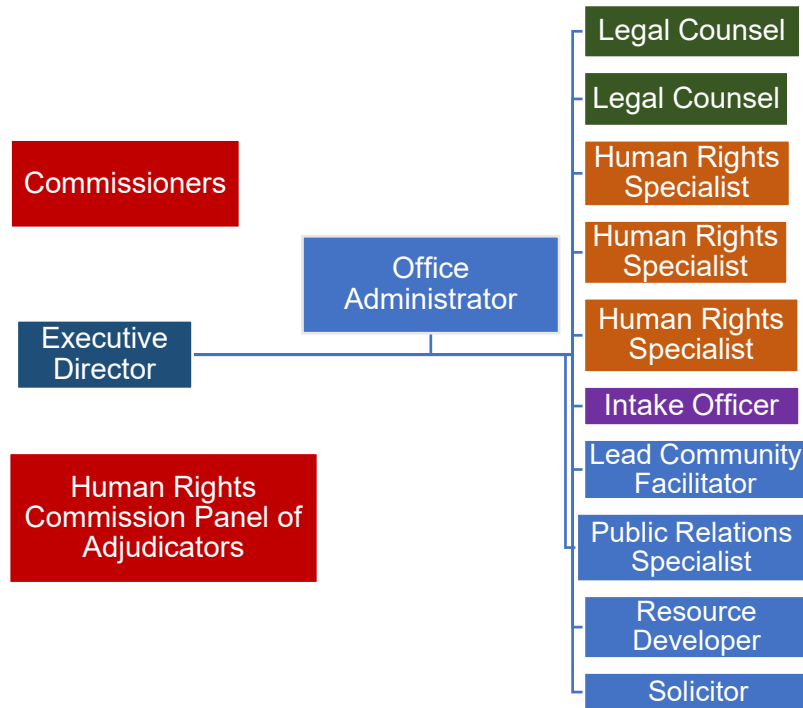 Legal Counsel
Legal Counsel
Commissioners
Human Rights
Specialist
Human Rights
Specialist
Office
Administrator
Executive
Director
Human Rights
Specialist
Intake Officer
Lead Community
Facilitator
Human Rights
Commission Panel of
Adjudicators
Public Relations
Specialist
Resource
Developer
Solicitor